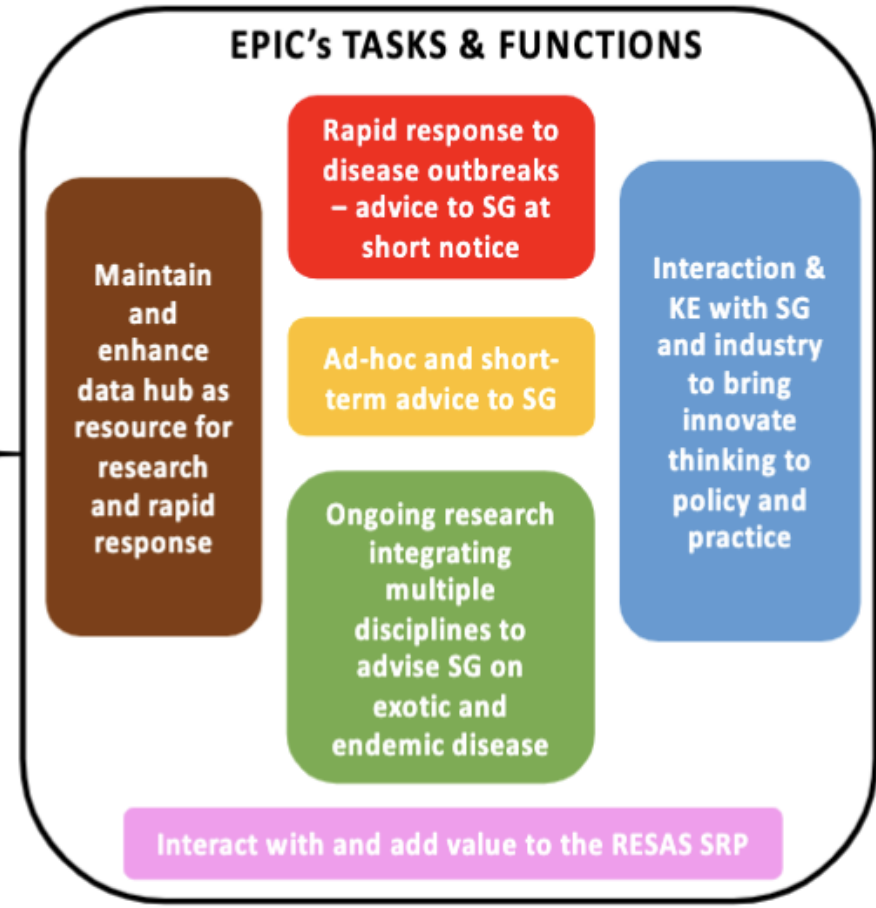 EPIC's TASKS & FUNCTIONS
Rapid response to
disease outbreaks
– advice to SG at
short notice
Maintain
and
enhance
data hub as
resource for
research
and rapid
response
Ad-hoc and short-
term advice to SG
Interaction &
KE with SG
and industry
to bring
innovate
thinking to
policy and
practice
Ongoing research
integrating
multiple
disciplines to
advise SG on
exotic and
endemic disease
Interact with and add value to the RESAS SRP